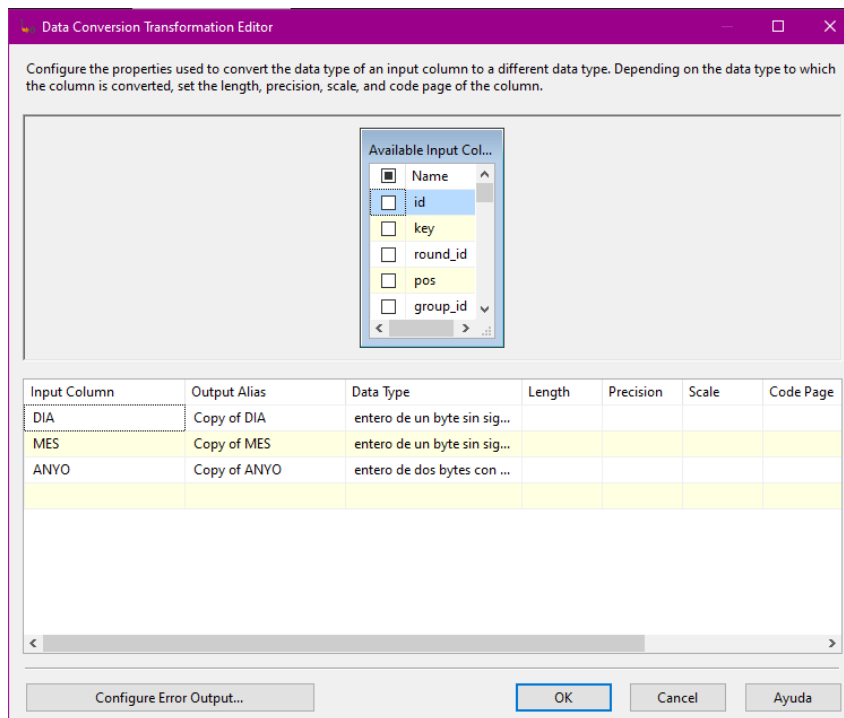 Data Conversion Transformation Editor
Configure the properties used to convert the data type of an input column to a different data type. Depending on the data type to which
the column is converted, set the length, precision, scale, and code page of the column.
Available Input Col...
Name
id
key
round_id
pos
group_id
Input Column Output Alias Data Type Length Precision Scale Code Page
DIA Copy of DIA entero de un byte sin sig...
MES Copy of MES entero de un byte sin sig...
ANYO Copy of ANYO entero de dos bytes con ...
Configure Error Output... OK Cancel Ayuda